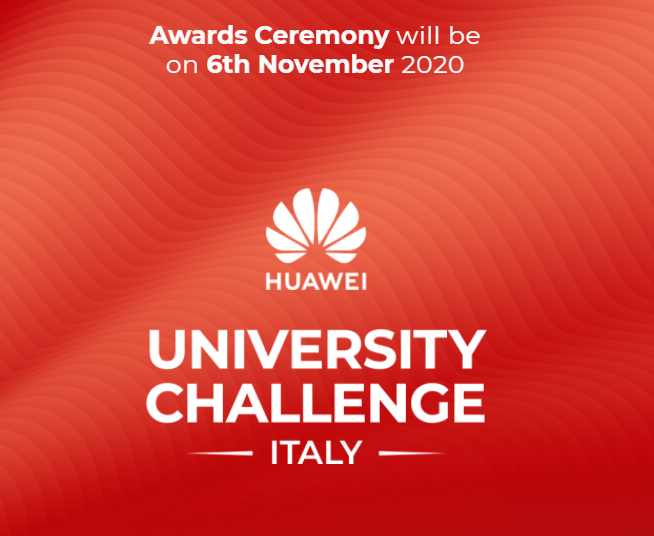 Awards Ceremony will be
on 6th November 2020
HUAWEI
UNIVERSITY
CHALLENGE
ITALY